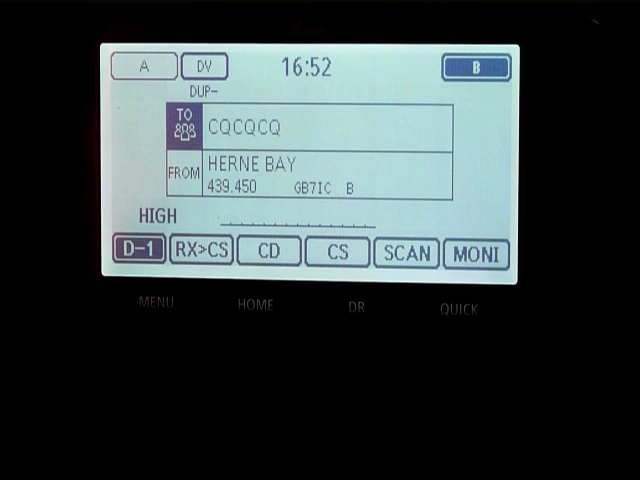 A DV 16:52 B
DUP-
TO CQCQCQ
FROM HERNE BAY
439.450 GB7IC B
HIGH
D-1 RX>CS CD CS SCAN MONI
MENU HOME DR QUICK